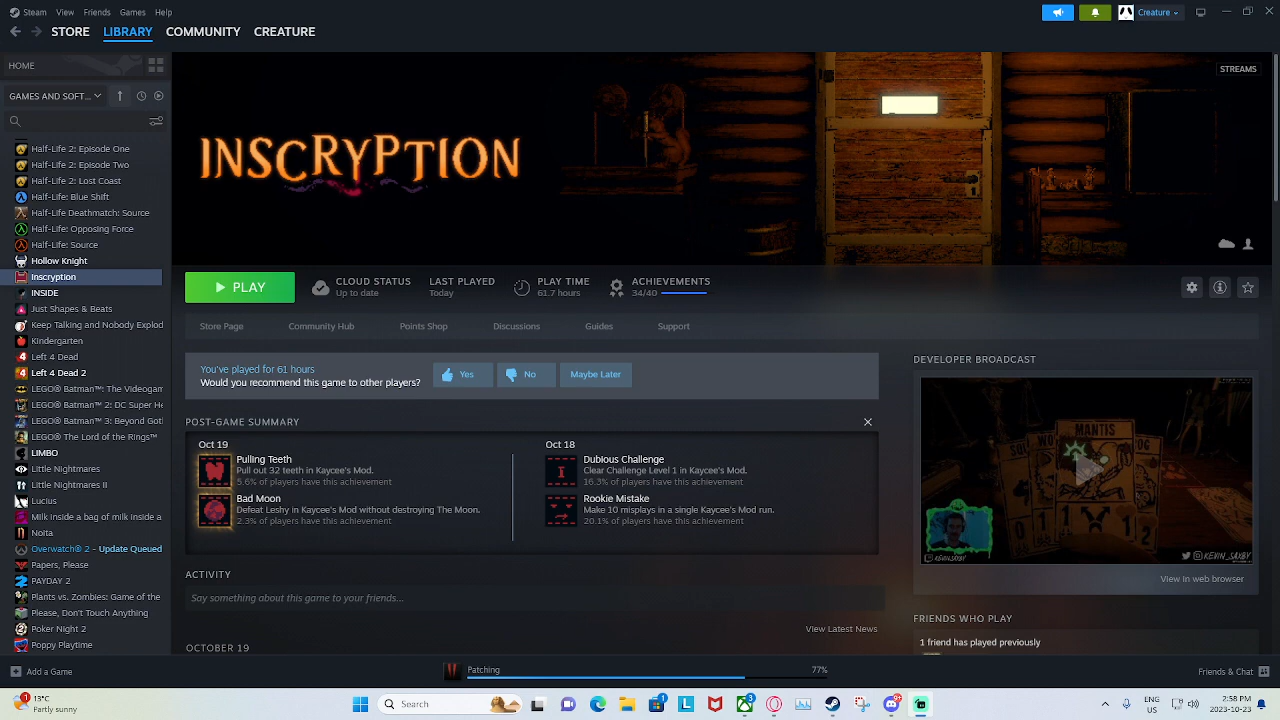 Steam View Friends Games Help
Creature
STORE LIBRARY COMMUNITY CREATURE
HOME
STREAMS
GAMES AND SOFT...
INSCRYPTION
Half-Life 2: Episode One
Half-Life 2: Episode Two
Half-Life 2: Lost Coast
Half-Life: Blue Shift
Half-Life: Source
Hollow Knight
Inscryption
INSIDE
Just Shapes & Beats
Keep Talking and Nobody Explod
Kindergarten
Left 4 Dead
Left 4 Dead 2
LEGO® Batman™: The Videogam
LEGO® Batman™ 2: DC Super He
LEGO® Batman™ 3: Beyond Got
LEGO® The Lord of the Rings™
LIMBO
Little Nightmares
Little Nightmares II
Lucius
Milk inside a bag of milk inside a
Noita
Overwatch® 2 - Update Queued
Papers, Please
PAYDAY 2
Plants vs. Zombies: Game of the
Please, Don't Touch Anything
Poker Night 2
Poppy Playtime
PLAY
CLOUD STATUS
Up to date
LAST PLAYED
Today
PLAY TIME
61.7 hours
ACHIEVEMENTS
34/40
Store Page Community Hub Points Shop Discussions Guides Support
You've played for 61 hours
Would you recommend this game to other players?
Yes No Maybe Later
POST-GAME SUMMARY
Oct 19
Pulling Teeth
Pull out 32 teeth in Kaycee's Mod.
5.6% of players have this achievement
Bad Moon
Defeat Leshy in Kaycee's Mod without destroying The Moon.
2.3% of players have this achievement
Oct 18
Dubious Challenge
Clear Challenge Level 1 in Kaycee's Mod.
16.3% of players have this achievement
Rookie Mistake
Make 10 misplays in a single Kaycee's Mod run.
20.1% of players have this achievement
ACTIVITY
Say something about this game to your friends...
View Latest News
OCTOBER 19
DEVELOPER BROADCAST
MANTIS
KEVIN_SAXBY
KEVIN_SAXBY
View in web browser
FRIENDS WHO PLAY
1 friend has played previously
Add a Game
Patching 77%
Friends & Chat
1
72°F
Partly sunny
Search
1
3
ENG
US
2:23 PM
2023-10-19